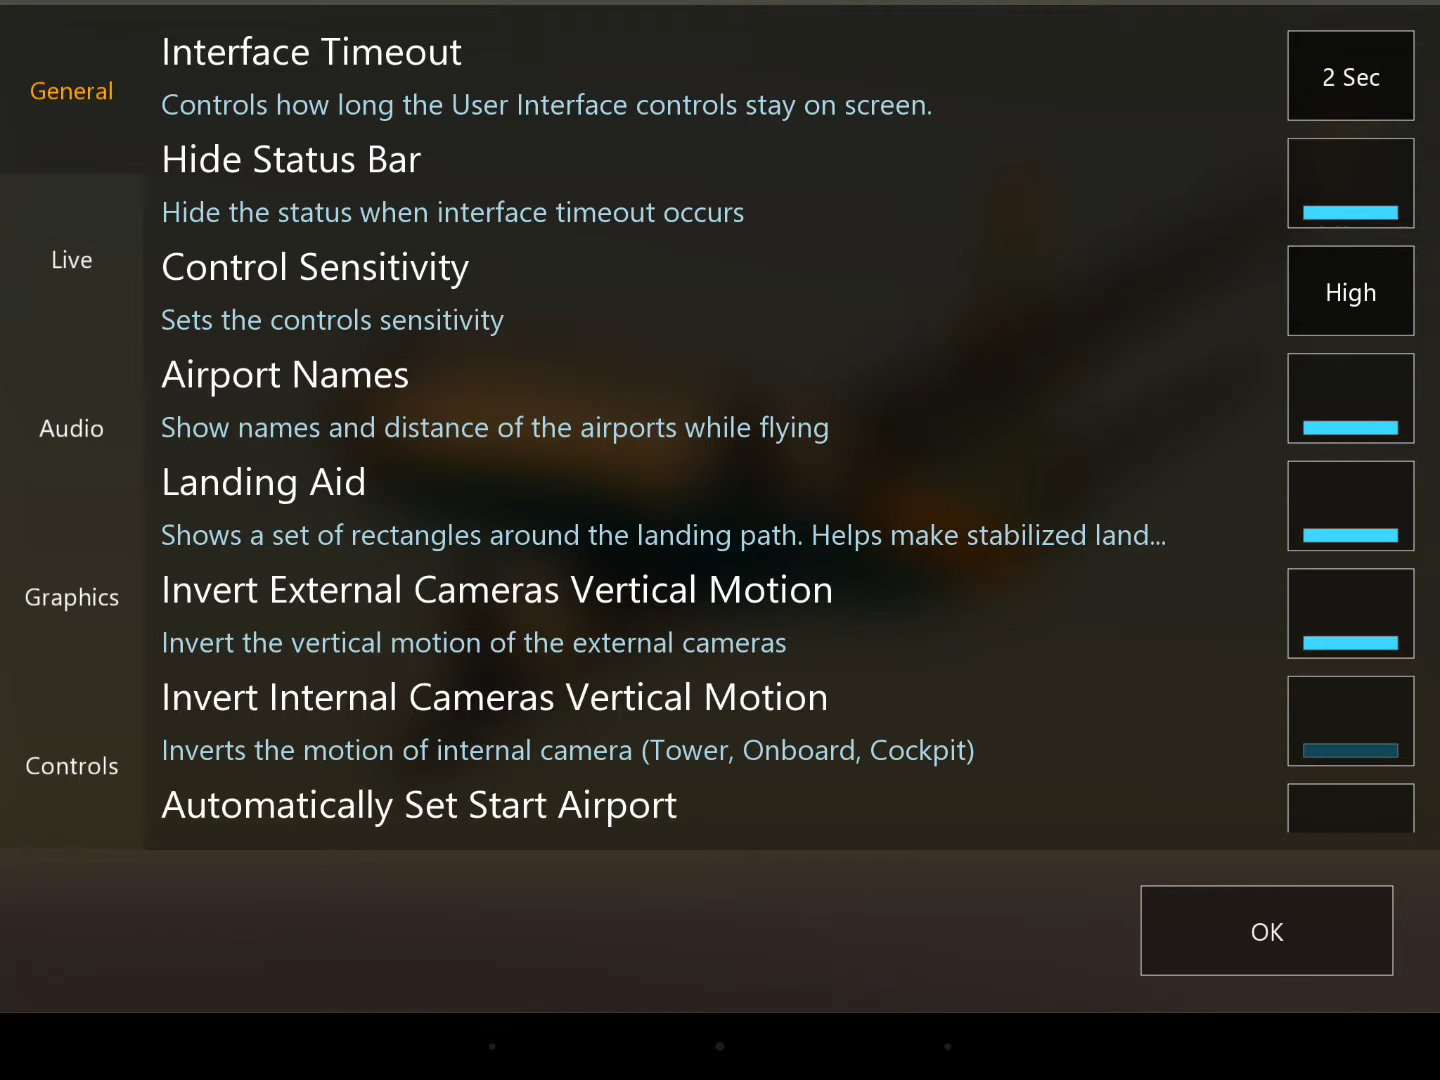 General
Live
Audio
Graphics
Controls
Interface Timeout
Controls how long the User Interface controls stay on screen.
2 Sec
Hide Status Bar
Hide the status when interface timeout occurs
Control Sensitivity
Sets the controls sensitivity
High
Airport Names
Show names and distance of the airports while flying
Landing Aid
Shows a set of rectangles around the landing path. Helps make stabilized land...
Invert External Cameras Vertical Motion
Invert the vertical motion of the external cameras
Invert Internal Cameras Vertical Motion
Inverts the motion of internal camera (Tower, Onboard, Cockpit)
Automatically Set Start Airport
OK